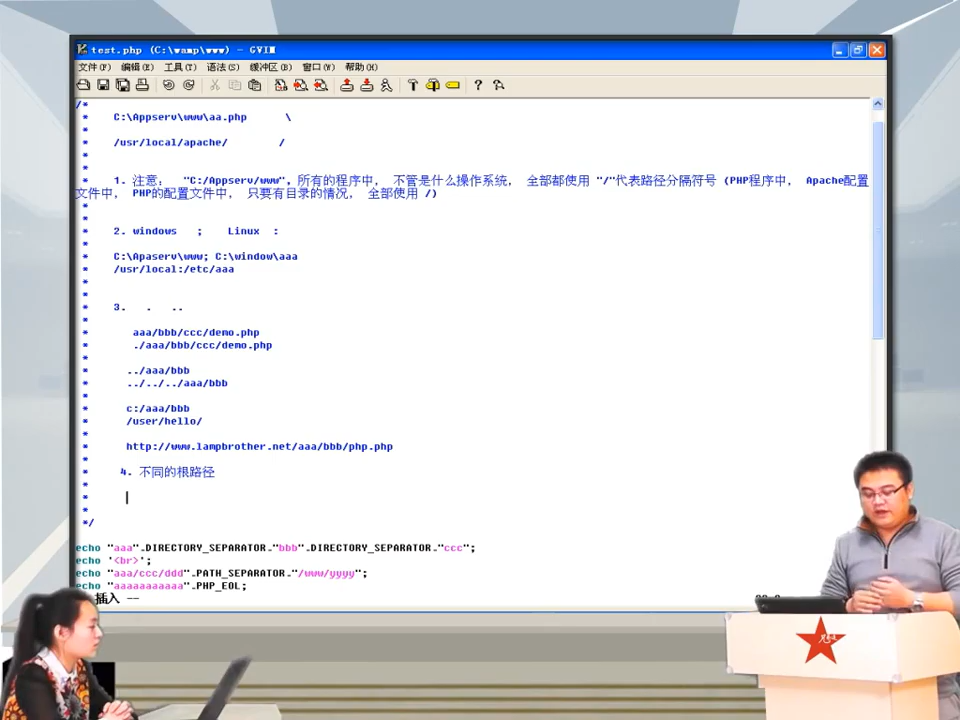 test.php (C:\wamp\www) - GVIM
文件(F) 编辑(E) 工具(T) 语法(S) 缓冲区(B) 窗口(W) 帮助(H)
/*
* C:\Appserv\www\aa.php \
*
* /usr/local/apache/ /
*
*
* 1. 注意: "C:/Appserv/www", 所有的程序中, 不管是什么操作系统, 全部都使用 "/"代表路径分隔符号 (PHP程序中, Apache配置
文件中, PHP的配置文件中, 只要有目录的情况, 全部使用 /)
*
*
* 2. windows ; Linux :
*
* C:\Apaserv\www; C:\window\aaa
* /usr/local:/etc/aaa
*
*
* 3. . ..
*
* aaa/bbb/ccc/demo.php
* ./aaa/bbb/ccc/demo.php
*
* ../aaa/bbb
* ../../../aaa/bbb
*
* c:/aaa/bbb
* /user/hello/
*
* http://www.lampbrother.net/aaa/bbb/php.php
*
* 4. 不同的根路径
*
*
*
*/
echo "aaa".DIRECTORY_SEPARATOR."bbb".DIRECTORY_SEPARATOR."ccc";
echo '<br>';
echo "aaa/ccc/ddd".PATH_SEPARATOR."/www/yyyy";
echo "aaaaaaaaaaa".PHP_EOL;
插入 --